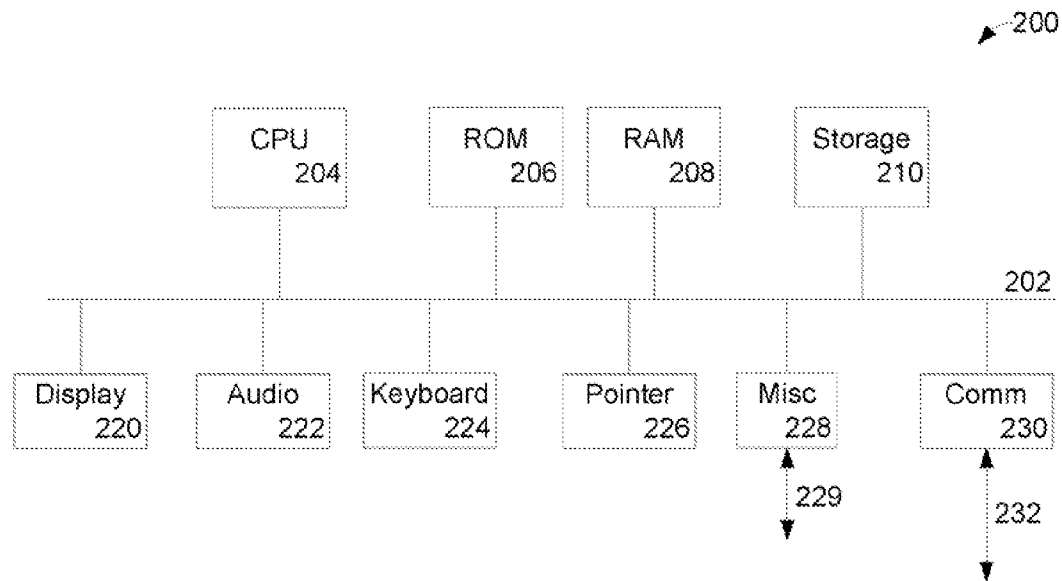 200
CPU
204
ROM
206
RAM
208
Storage
210
202
Display
220
Audio
222
Keyboard
224
Pointer
226
Misc
228
Comm
230
229
232